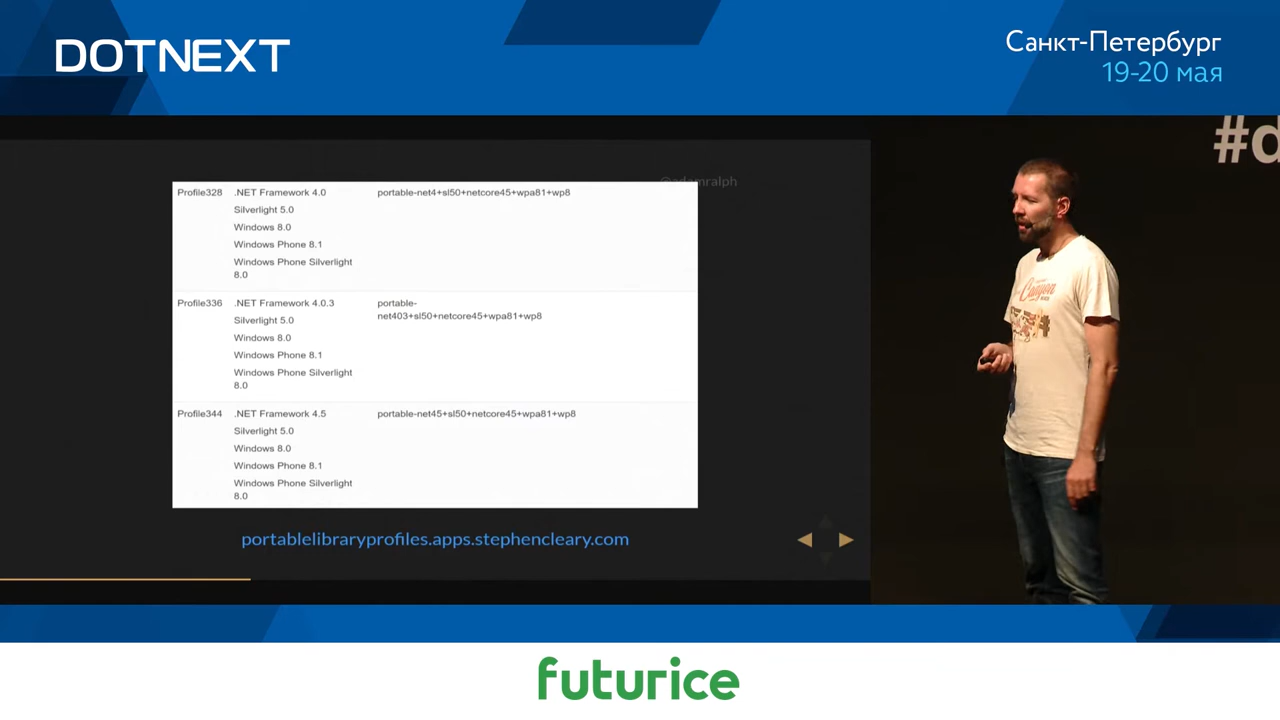 DOTNEXT
Санкт-Петербург
19-20 мая
#d
@adamralph
Profile328 .NET Framework 4.0 portable-net4+sl50+netcore45+wpa81+wp8
Silverlight 5.0
Windows 8.0
Windows Phone 8.1
Windows Phone Silverlight
8.0
Profile336 .NET Framework 4.0.3 portable-
net403+sl50+netcore45+wpa81+wp8
Silverlight 5.0
Windows 8.0
Windows Phone 8.1
Windows Phone Silverlight
8.0
Profile344 .NET Framework 4.5 portable-net45+sl50+netcore45+wpa81+wp8
Silverlight 5.0
Windows 8.0
Windows Phone 8.1
Windows Phone Silverlight
8.0
portablelibraryprofiles.apps.stephencleary.com
Canyon
futurice